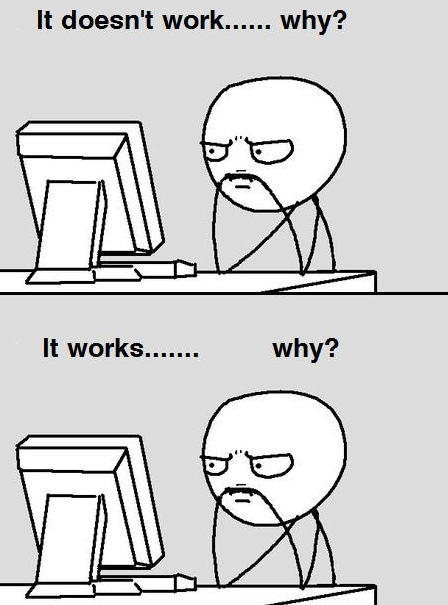 It doesn't work...... why?
It works....... why?